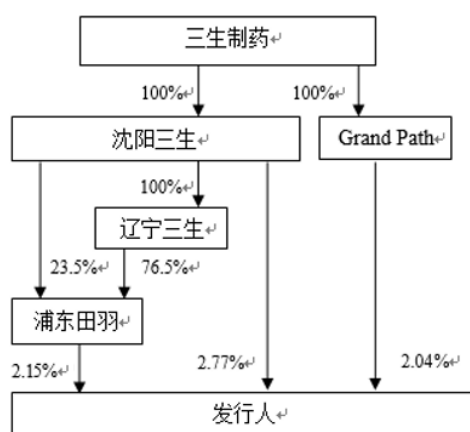 三生制药
100% 100%
沈阳三生 Grand Path
100%
辽宁三生
23.5% 76.5%
浦东田羽
2.15% 2.77% 2.04%
发行人